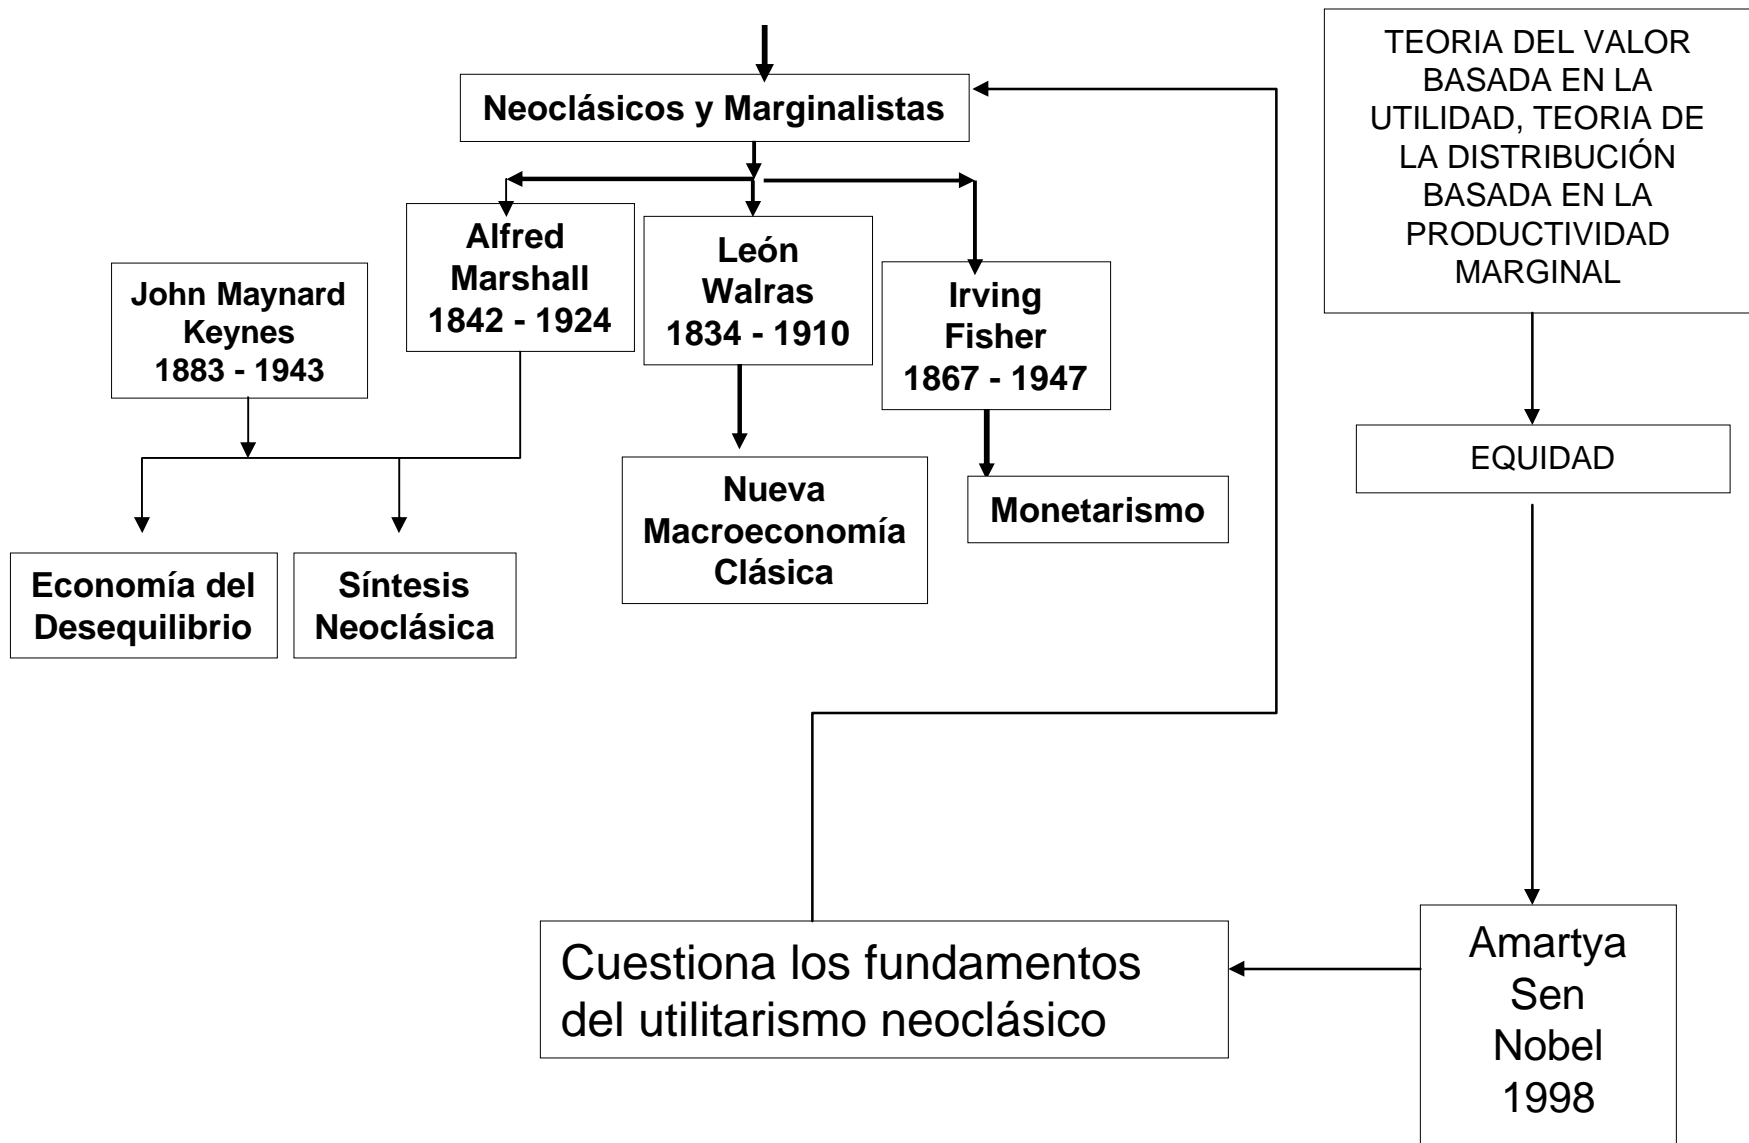 Neoclásicos y Marginalistas
Alfred
Marshall
1842 - 1924
León
Walras
1834 - 1910
Irving
Fisher
1867 - 1947
John Maynard
Keynes
1883 - 1943
Economía del
Desequilibrio
Síntesis
Neoclásica
Nueva
Macroeconomía
Clásica
Monetarismo
TEORIA DEL VALOR
BASADA EN LA
UTILIDAD, TEORIA DE
LA DISTRIBUCIÓN
BASADA EN LA
PRODUCTIVIDAD
MARGINAL
EQUIDAD
Amartya
Sen
Nobel
1998
Cuestiona los fundamentos
del utilitarismo neoclásico